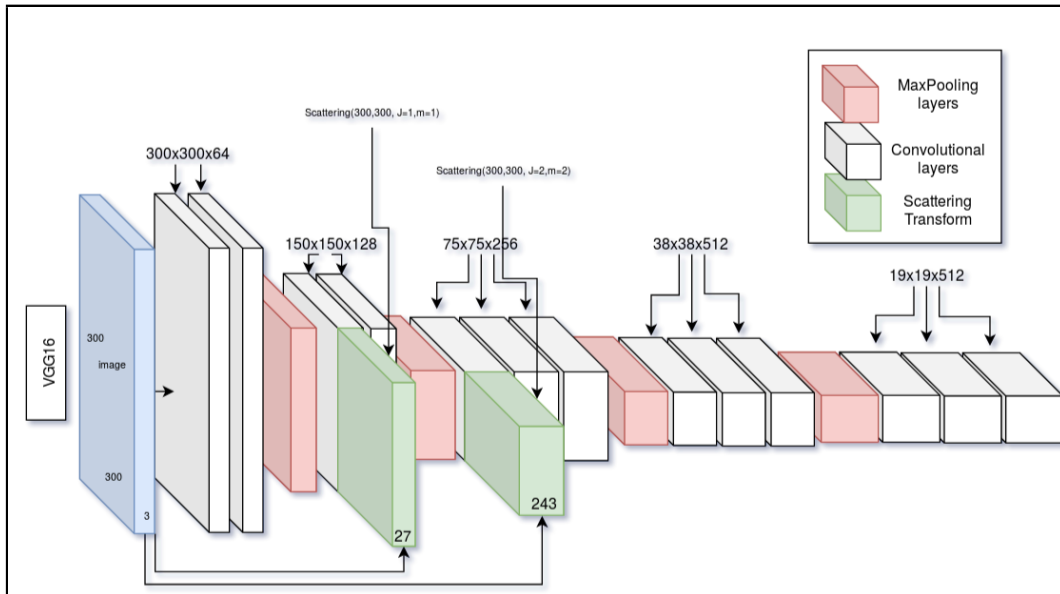 Scattering(300,300, J=1,m=1)
300x300x64
Scattering(300,300, J=2,m=2)
150x150x128
75x75x256
38x38x512
19x19x512
MaxPooling
layers
Convolutional
layers
Scattering
Transform
VGG16
300
image
300
3
27
243